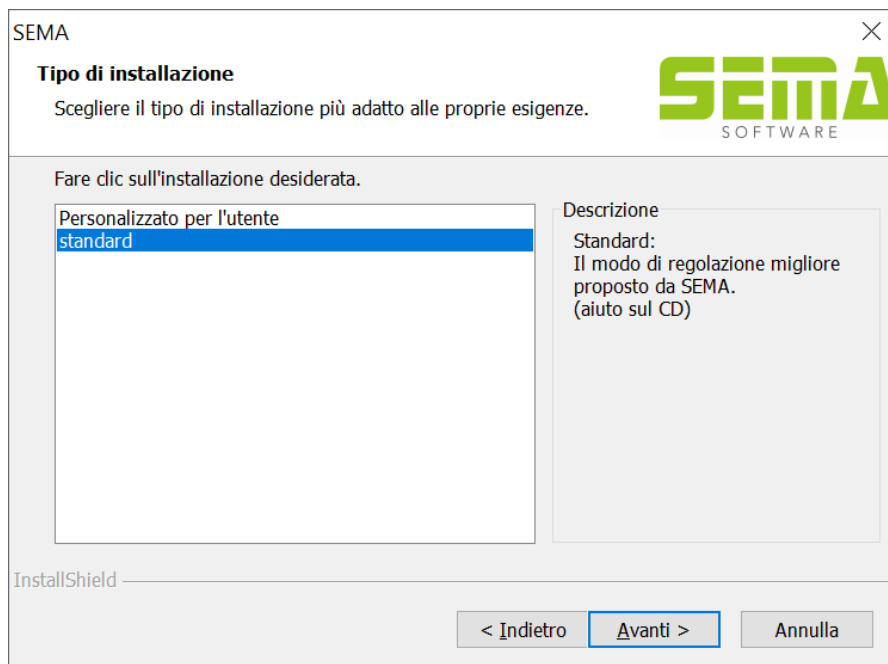 SEMA
Tipo di installazione
Scegliere il tipo di installazione più adatto alle proprie esigenze.
SEMA
SOFTWARE
Fare clic sull'installazione desiderata.
Personalizzato per l'utente
standard
Descrizione
Standard:
Il modo di regolazione migliore
proposto da SEMA.
(aiuto sul CD)
InstallShield
< Indietro
Avanti >
Annulla